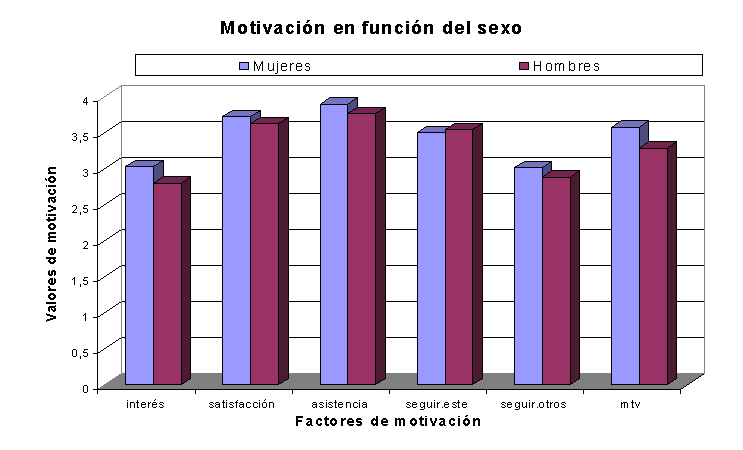 Motivación en función del sexo
Mujeres Hombres
4
3,5
3
2,5
2
1,5
1
0,5
0
Valores de motivación
interés satisfacción asistencia seguir.este seguir.otros mtv
Factores de motivación